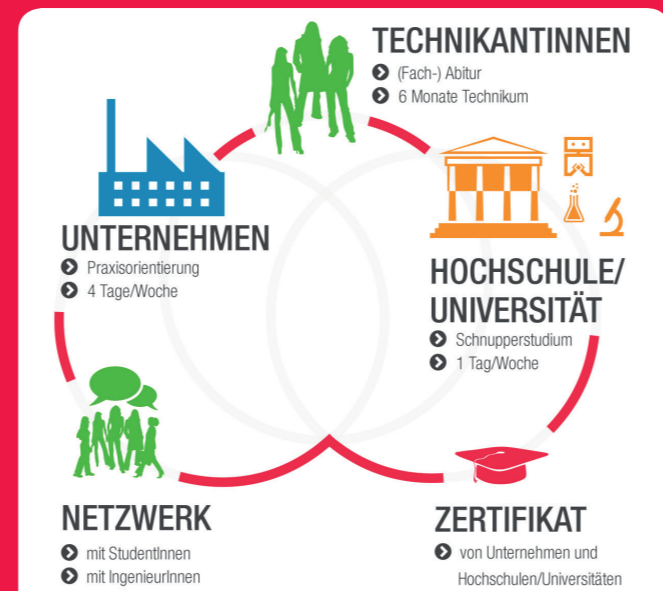 TECHNIKANTINNEN
(Fach-) Abitur
6 Monate Technikum
UNTERNEHMEN
Praxisorientierung
4 Tage/Woche
HOCHSCHULE/
UNIVERSITÄT
Schnupperstudium
1 Tag/Woche
NETZWERK
mit StudentInnen
mit IngenieurInnen
ZERTIFIKAT
von Unternehmen und
Hochschulen/Universitäten